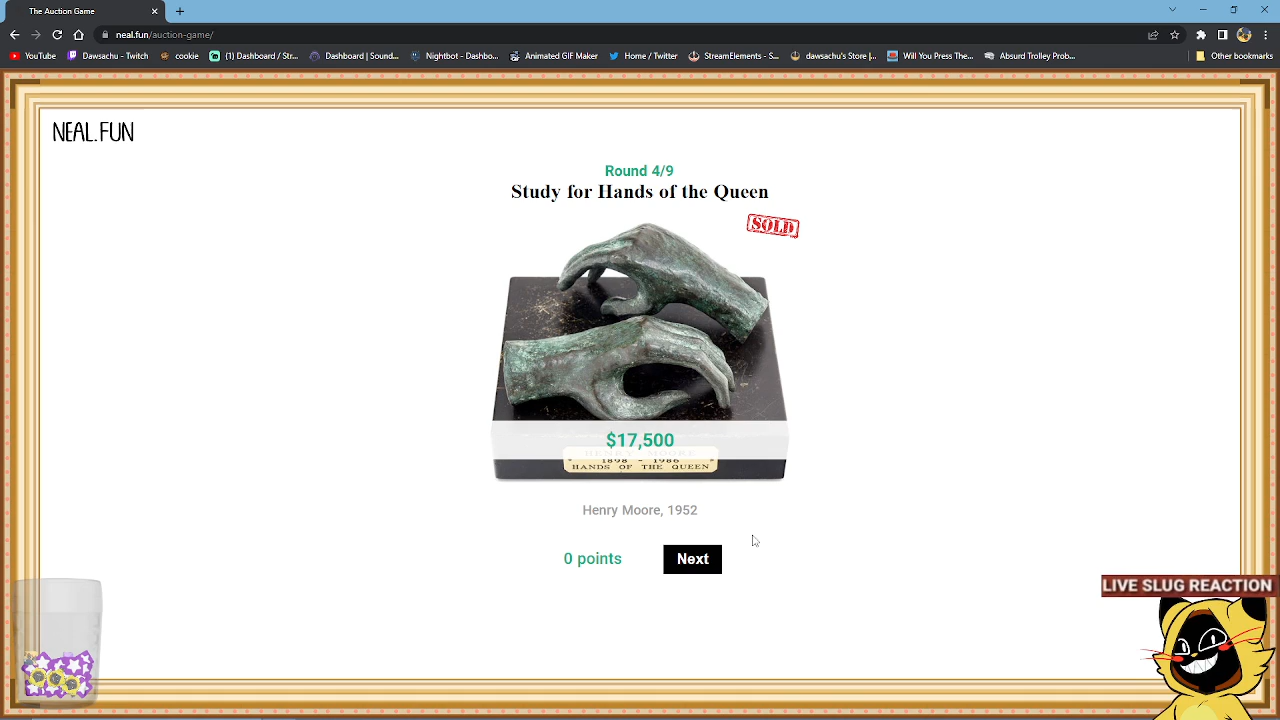 The Auction Game
neal.fun/auction-game/
YouTube
Dawsachu - Twitch
cookie
(1) Dashboard / Str...
Dashboard | Sound...
Nightbot - Dashbo...
Animated GIF Maker
Home / Twitter
StreamElements - S...
dawsachu's Store |...
Will You Press The...
Absurd Trolley Prob...
Other bookmarks
NEAL.FUN
Round 4/9
Study for Hands of the Queen
SOLD
$17,500
HENRY MOORE
1898 - 1986
HANDS OF THE QUEEN
Henry Moore, 1952
0 points
Next
LIVE SLUG REACTION